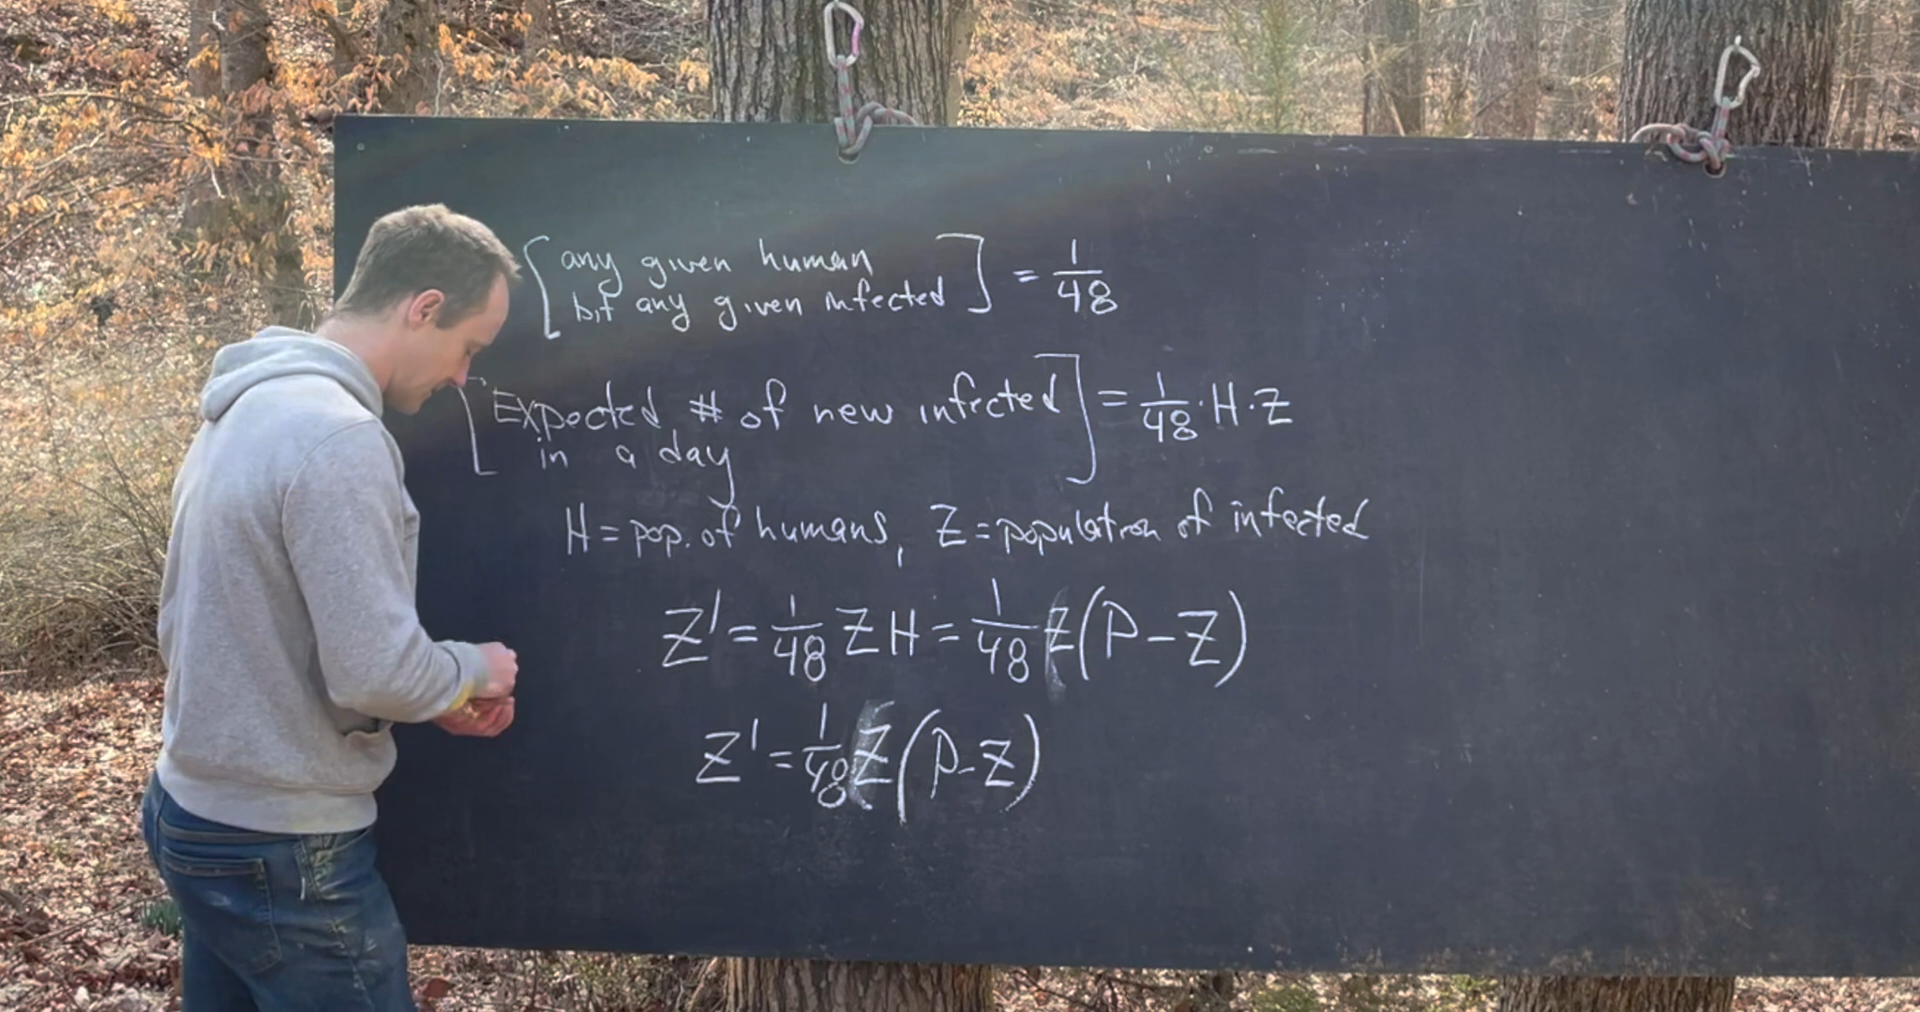 [any given human
bit any given infected] = 1/48
[Expected # of new infected
in a day] = 1/48 · H · Z
H = pop. of humans, Z = population of infected
Z' = 1/48 Z H = 1/48 Z (P - Z)
Z' = 1/48 Z (P - Z)